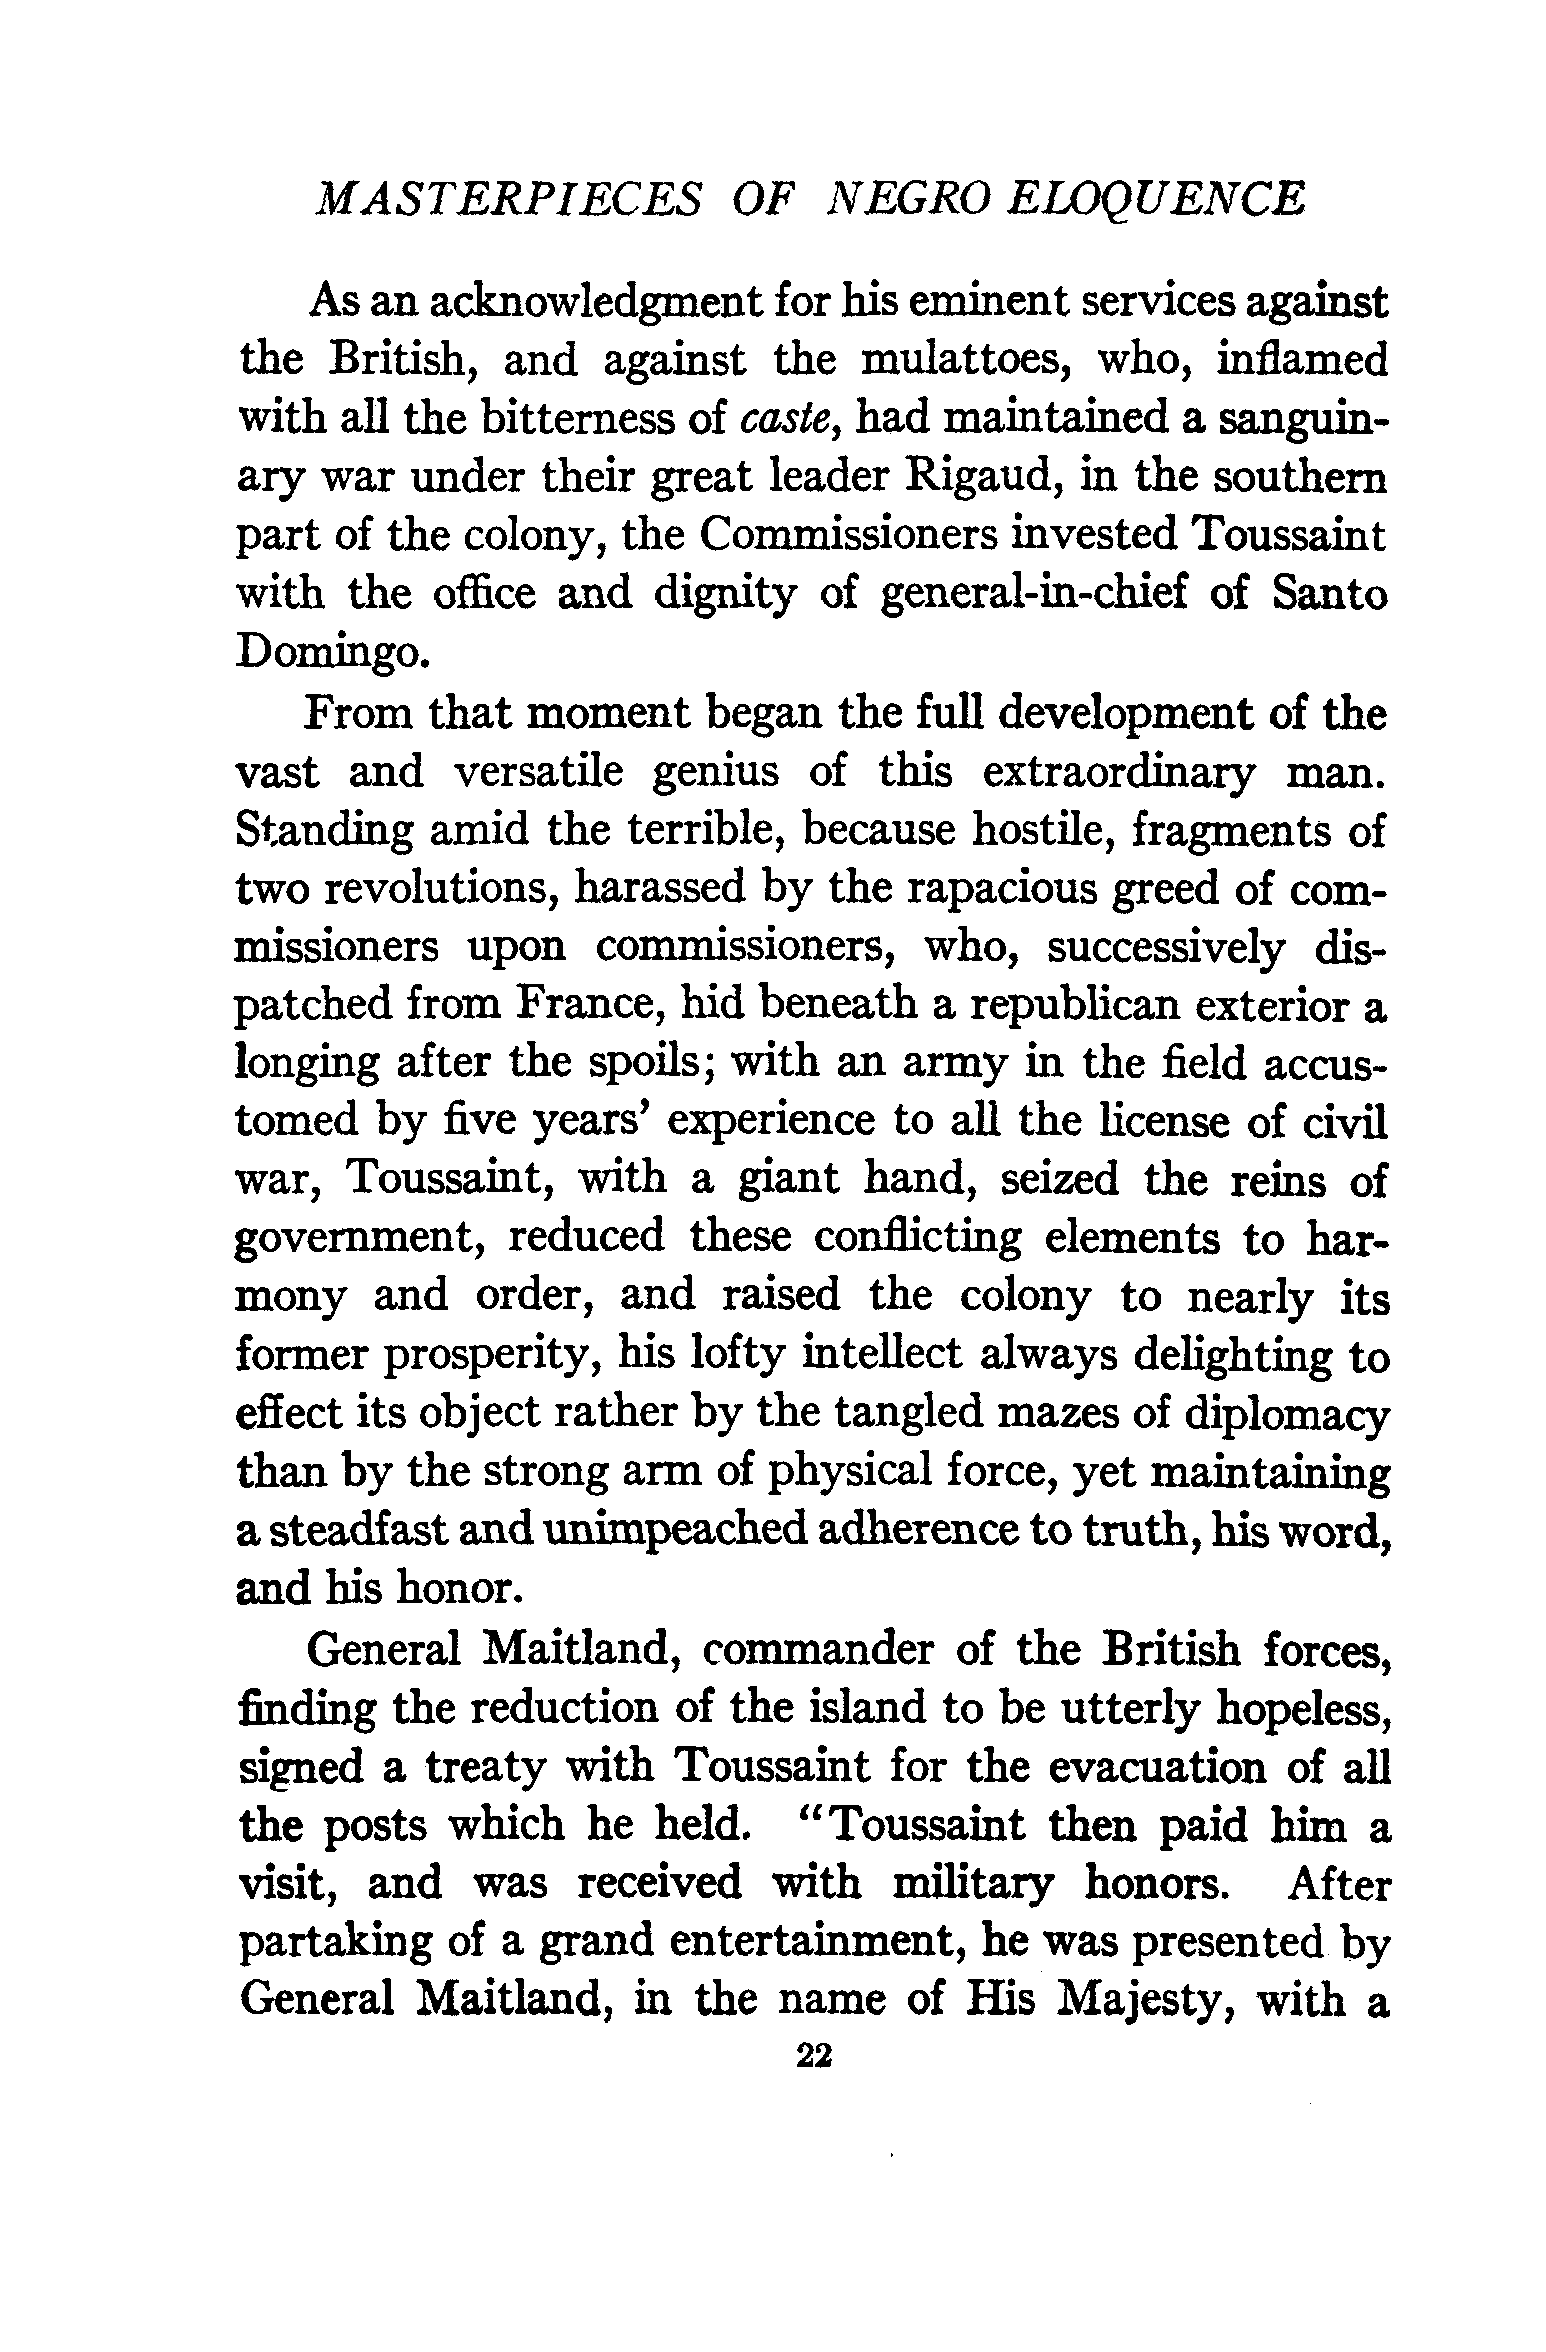 MASTERPIECES OF NEGRO ELOQUENCE
As an acknowledgment for his eminent services against
the British, and against the mulattoes, who, inflamed
with all the bitterness of caste, had maintained a sanguin-
ary war under their great leader Rigaud, in the southern
part of the colony, the Commissioners invested Toussaint
with the office and dignity of general-in-chief of Santo
Domingo.
From that moment began the full development of the
vast and versatile genius of this extraordinary man.
Standing amid the terrible, because hostile, fragments of
two revolutions, harassed by the rapacious greed of com-
missioners upon commissioners, who, successively dis-
patched from France, hid beneath a republican exterior a
longing after the spoils; with an army in the field accus-
tomed by five years' experience to all the license of civil
war, Toussaint, with a giant hand, seized the reins of
government, reduced these conflicting elements to har-
mony and order, and raised the colony to nearly its
former prosperity, his lofty intellect always delighting to
effect its object rather by the tangled mazes of diplomacy
than by the strong arm of physical force, yet maintaining
a steadfast and unimpeached adherence to truth, his word,
and his honor.
General Maitland, commander of the British forces,
finding the reduction of the island to be utterly hopeless,
signed a treaty with Toussaint for the evacuation of all
the posts which he held. "Toussaint then paid him a
visit, and was received with military honors. After
partaking of a grand entertainment, he was presented by
General Maitland, in the name of His Majesty, with a
22